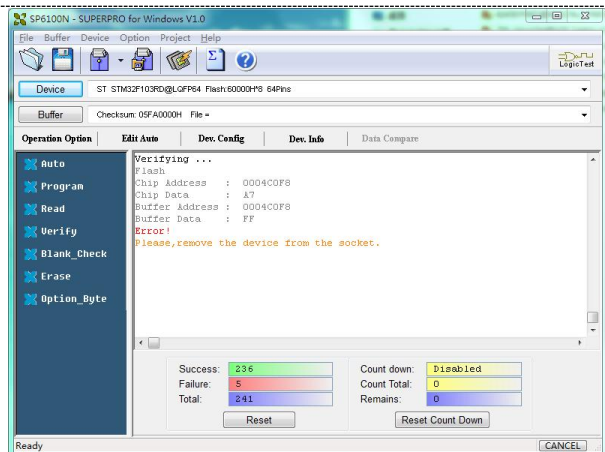 SP6100N - SUPERPRO for Windows V1.0
File Buffer Device Option Project Help
LogicTest
Device ST STM32F103RD@LQFP64 Flash:60000H*8 64Pins
Buffer Checksum: 05FA0000H File =
Operation Option Edit Auto Dev. Config Dev. Info Data Compare
Auto
Program
Read
Verify
Blank_Check
Erase
Option_Byte
Verifying ...
Flash
Chip Address : 0004C0F8
Chip Data : A7
Buffer Address : 0004C0F8
Buffer Data : FF
Error!
Please,remove the device from the socket.
Success: 236 Count down: Disabled
Failure: 5 Count Total: 0
Total: 241 Remains: 0
Reset Reset Count Down
Ready CANCEL